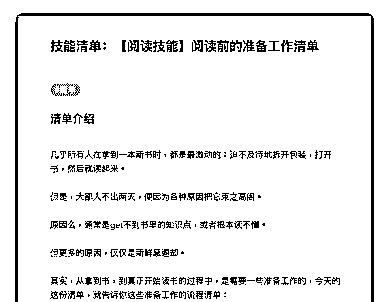 技能清单：【阅读技能】阅读前的准备工作清单
清单介绍
几乎所有人在拿到一本新书时，都是最激动的：迫不及待地拆开包装，打开
书，然后就读起来。
但是，大部人不出两天，便因为各种原因把它束之高阁。
原因么，通常是get不到书里的知识点，或者根本读不懂。
但更多的原因，仅仅是新鲜感退却。
其实，从拿到书，到真正开始读书的过程中，是需要一些准备工作的，今天的
这份清单，就告诉你这些准备工作的流程清单：